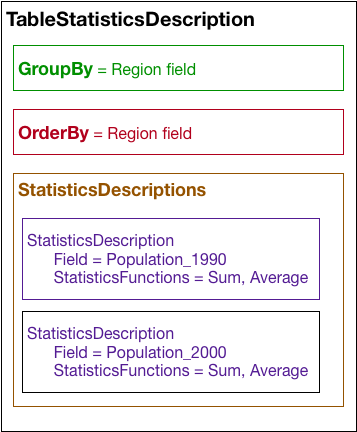 TableStatisticsDescription
GroupBy = Region field
OrderBy = Region field
StatisticsDescriptions
StatisticsDescription
Field = Population_1990
StatisticsFunctions = Sum, Average
StatisticsDescription
Field = Population_2000
StatisticsFunctions = Sum, Average